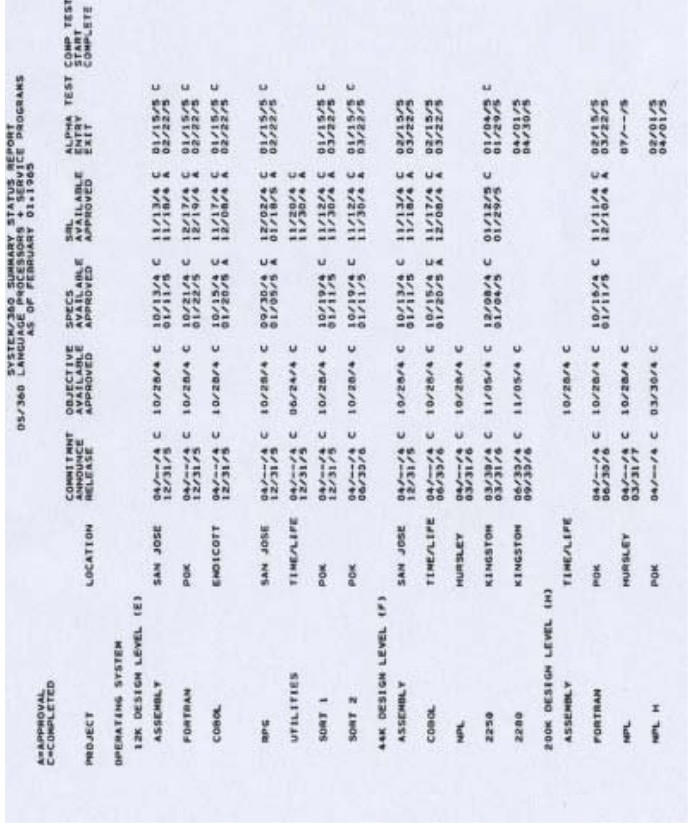 SYSTEM/360 SUMMARY STATUS REPORT
OS/360 LANGUAGE PROCESSORS + SERVICE PROGRAMS
AS OF FEBRUARY 01,1965
A=APPROVAL
C=COMPLETED
COMMITMNT OBJECTIVE SPECS SRL ALPHA TEST COMP TEST
ANNOUNCE AVAILABLE AVAILABLE AVAILABLE ENTRY START
PROJECT LOCATION RELEASE APPROVED APPROVED APPROVED EXIT COMPLETE
OPERATING SYSTEM
12K DESIGN LEVEL (E)
ASSEMBLY SAN JOSE 04/--/4 C 10/28/4 C 10/13/4 C 11/13/4 C 01/15/5 C
12/31/5 01/11/5 11/18/4 A 02/22/5
FORTRAN POK 04/--/4 C 10/28/4 C 10/21/4 C 12/17/4 C 01/15/5 C
12/31/5 01/22/5 12/19/4 A 02/22/5
COBOL ENDICOTT 04/--/4 C 10/28/4 C 10/15/4 C 11/17/4 C 01/15/5 C
12/31/5 01/20/5 A 12/08/4 A 02/22/5
RPG SAN JOSE 04/--/4 C 10/28/4 C 09/30/4 C 12/02/4 C 01/15/5 C
12/31/5 01/05/5 A 01/18/5 A 02/22/5
UTILITIES TIME/LIFE 04/--/4 C 06/24/4 C 11/20/4 C
12/31/5 11/30/4 A
SORT 1 POK 04/--/4 C 10/28/4 C 10/19/4 C 11/12/4 C 01/15/5 C
12/31/5 01/11/5 11/30/4 A 03/22/5
SORT 2 POK 04/--/4 C 10/28/4 C 10/19/4 C 11/12/4 C 01/15/5 C
06/30/6 01/11/5 11/30/4 A 03/22/5
44K DESIGN LEVEL (F)
ASSEMBLY SAN JOSE 04/--/4 C 10/28/4 C 10/13/4 C 11/13/4 C 02/15/5
12/31/5 01/11/5 11/18/4 A 03/22/5
COBOL TIME/LIFE 04/--/4 C 10/28/4 C 10/15/4 C 11/17/4 C 02/15/5
06/30/6 01/20/5 A 12/08/4 A 03/22/5
NPL HURSLEY 04/--/4 C 10/28/4 C
03/31/6
2250 KINGSTON 03/30/4 C 11/05/4 C 12/08/4 C 01/12/5 C 01/04/5 C
03/31/6 01/04/5 01/29/5 01/29/5
2280 KINGSTON 06/30/4 C 11/05/4 C 04/01/5
09/30/6 04/30/5
200K DESIGN LEVEL (H)
ASSEMBLY TIME/LIFE 10/28/4 C
FORTRAN POK 04/--/4 C 10/28/4 C 10/16/4 C 11/11/4 C 02/15/5
06/30/6 01/11/5 12/10/4 A 03/22/5
NPL HURSLEY 04/--/4 C 10/28/4 C 07/--/5
03/31/7
NPL H POK 04/--/4 C 03/30/4 C 02/01/5
04/01/5